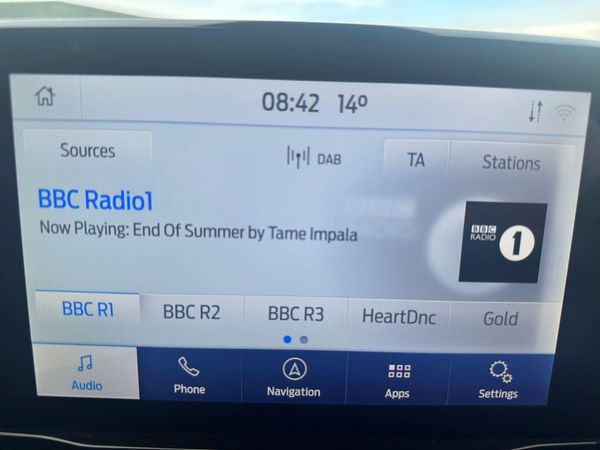 08:42 14º
Sources
DAB
TA
Stations
BBC Radio1
Now Playing: End Of Summer by Tame Impala
BBC
RADIO
1
BBC R1
BBC R2
BBC R3
HeartDnc
Gold
Audio
Phone
Navigation
Apps
Settings